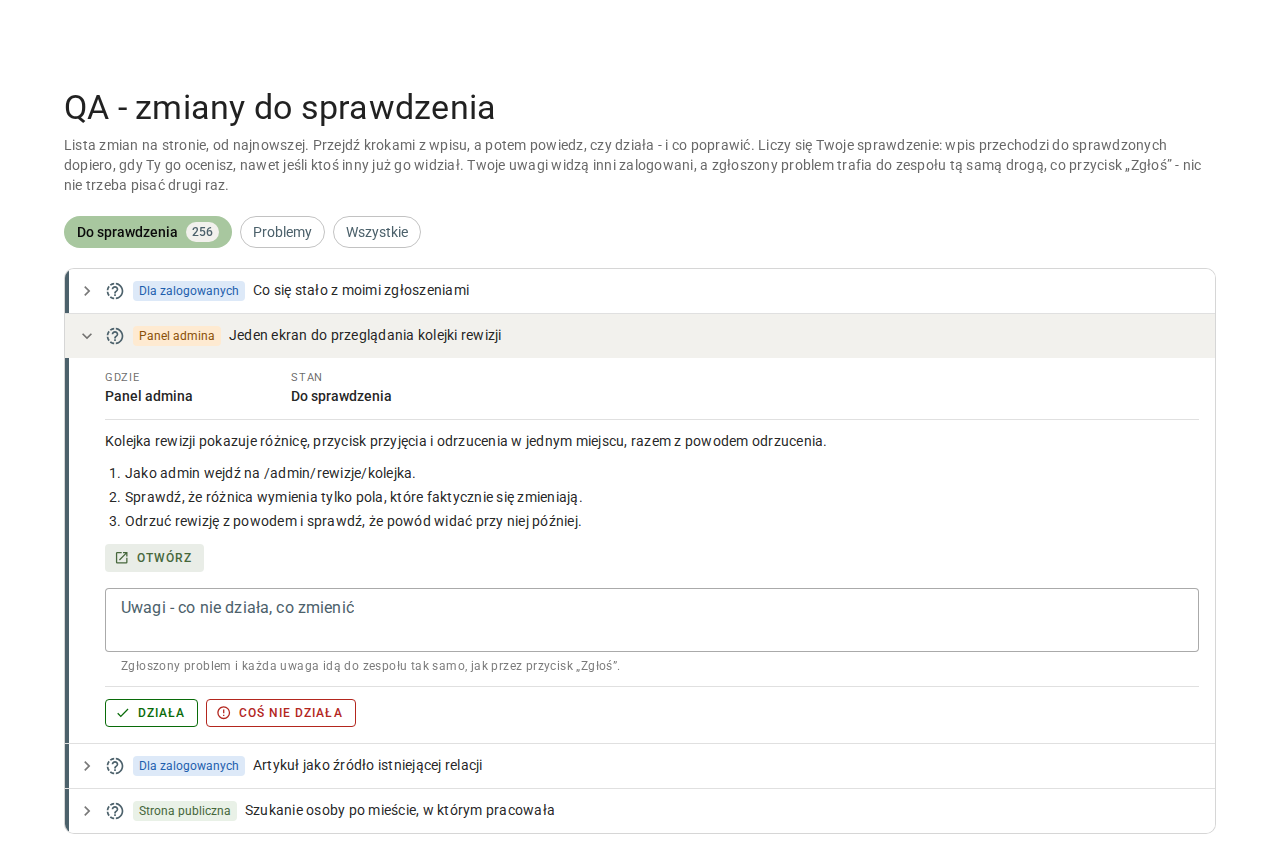 QA - zmiany do sprawdzenia
Lista zmian na stronie, od najnowszej. Przejdź krokami z wpisu, a potem powiedz, czy działa - i co poprawić. Liczy się Twoje sprawdzenie: wpis przechodzi do sprawdzonych
dopiero, gdy Ty go ocenisz, nawet jeśli ktoś inny już go widział. Twoje uwagi widzą inni zalogowani, a zgłoszony problem trafia do zespołu tą samą drogą, co przycisk „Zgłoś” - nic
nie trzeba pisać drugi raz.
Do sprawdzenia 256 Problemy Wszystkie
Dla zalogowanych Co się stało z moimi zgłoszeniami
Panel admina Jeden ekran do przeglądania kolejki rewizji
GDZIE STAN
Panel admina Do sprawdzenia
Kolejka rewizji pokazuje różnicę, przycisk przyjęcia i odrzucenia w jednym miejscu, razem z powodem odrzucenia.
1. Jako admin wejdź na /admin/rewizje/kolejka.
2. Sprawdź, że różnica wymienia tylko pola, które faktycznie się zmieniają.
3. Odrzuć rewizję z powodem i sprawdź, że powód widać przy niej później.
OTWÓRZ
Uwagi - co nie działa, co zmienić
Zgłoszony problem i każda uwaga idą do zespołu tak samo, jak przez przycisk „Zgłoś”.
DZIAŁA COŚ NIE DZIAŁA
Dla zalogowanych Artykuł jako źródło istniejącej relacji
Strona publiczna Szukanie osoby po mieście, w którym pracowała